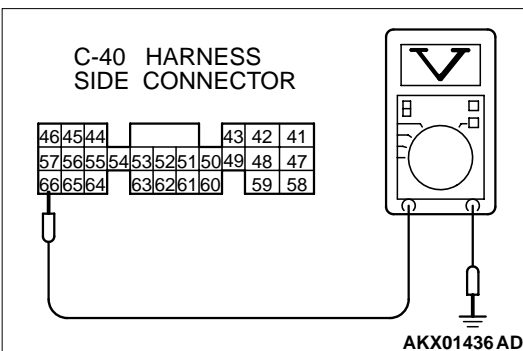 C-40 HARNESS
SIDE CONNECTOR
V
46 45 44 43 42 41
57 56 55 54 53 52 51 50 49 48 47
66 65 64 63 62 61 60 59 58
AKX01436 AD